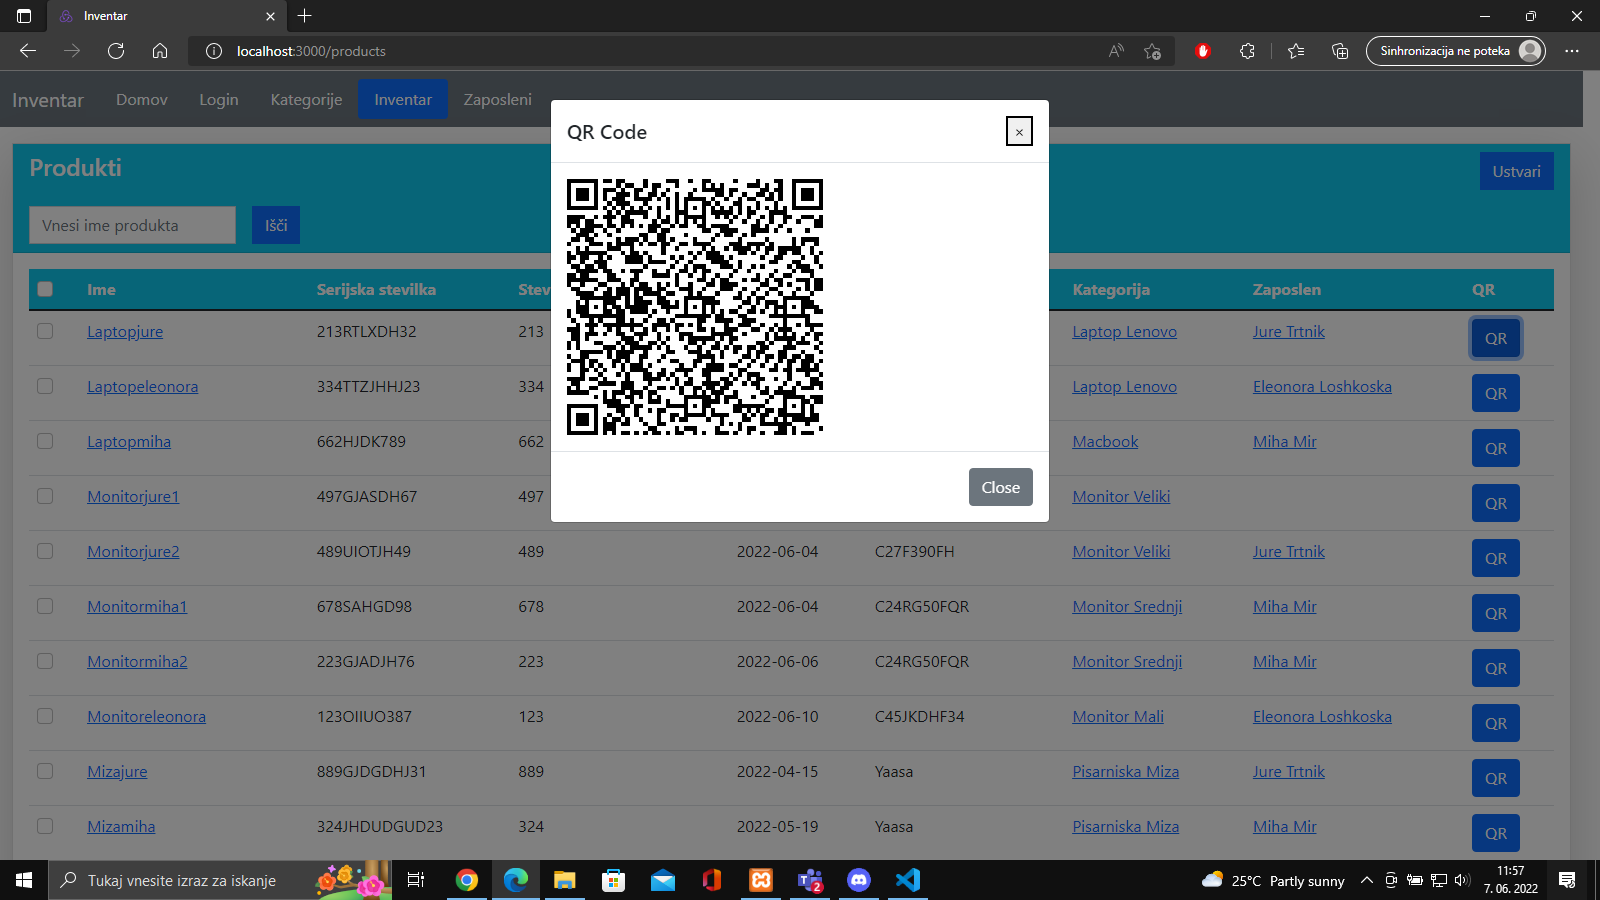 Inventar
localhost:3000/products
Sinhronizacija ne poteka
Inventar Domov Login Kategorije Inventar Zaposleni
QR Code
×
Produkti
Ustvari
Vnesi ime produkta Išči
Ime Serijska stevilka Stev Kategorija Zaposlen QR
Laptopjure 213RTLXDH32 213 Laptop Lenovo Jure Trtnik QR
Laptopeleonora 334TTZJHHJ23 334 Laptop Lenovo Eleonora Loshkoska QR
Laptopmiha 662HJDK789 662 Macbook Miha Mir QR
Monitorjure1 497GJASDH67 497 Monitor Veliki QR
Close
Monitorjure2 489UIOTJH49 489 2022-06-04 C27F390FH Monitor Veliki Jure Trtnik QR
Monitormiha1 678SAHGD98 678 2022-06-04 C24RG50FQR Monitor Srednji Miha Mir QR
Monitormiha2 223GJADJH76 223 2022-06-06 C24RG50FQR Monitor Srednji Miha Mir QR
Monitoreleonora 123OIIUO387 123 2022-06-10 C45JKDHF34 Monitor Mali Eleonora Loshkoska QR
Mizajure 889GJDGDHJ31 889 2022-04-15 Yaasa Pisarniska Miza Jure Trtnik QR
Mizamiha 324JHDUDGUD23 324 2022-05-19 Yaasa Pisarniska Miza Miha Mir QR
Tukaj vnesite izraz za iskanje
2
25°C Partly sunny
11:57
7. 06. 2022